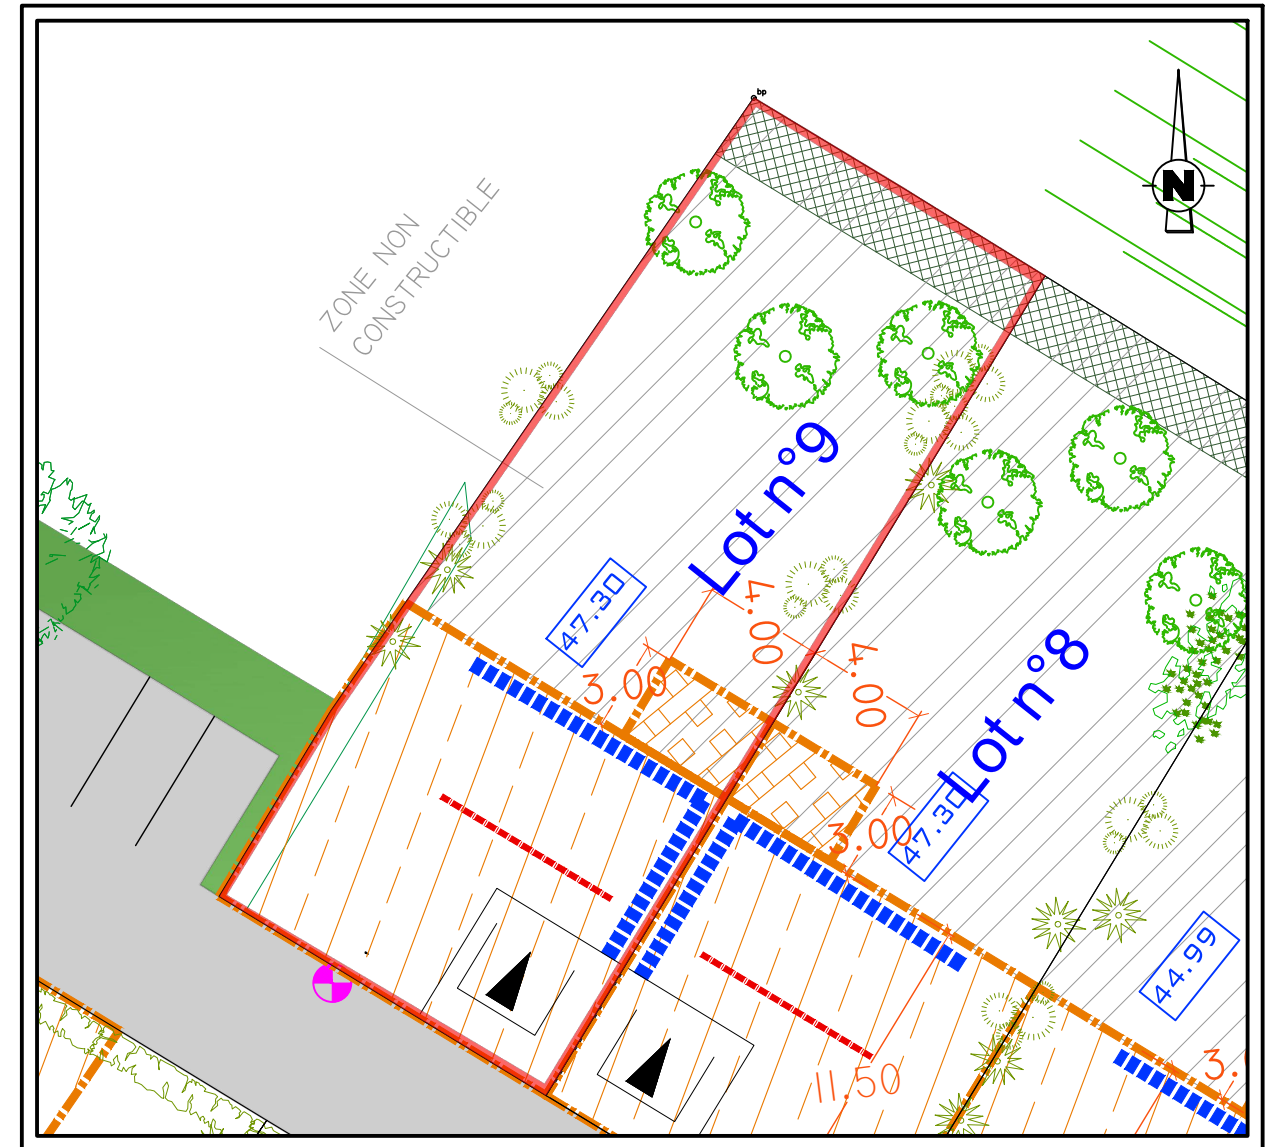 bp
N
ZONE NON
CONSTRUCTIBLE
Lot n°9
47.30
4.00
3.00
4.00
Lot n°8
47.30
3.00
44.99
11.50
3.